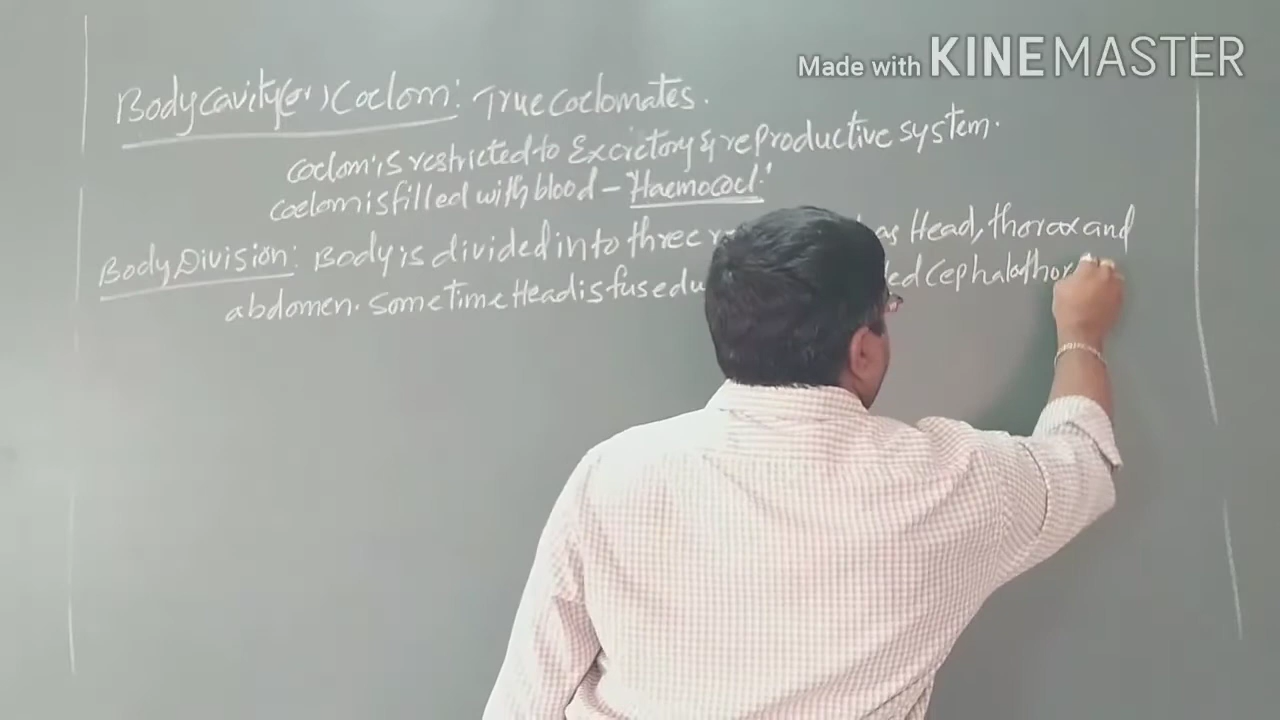 Made with KINEMASTER
Body cavity (or) Coelom: True coelomates.
coelom is restricted to Excretory & reproductive system.
coelom is filled with blood - Haemocoel.'
Body Division: Body is divided into three as Head, thorax and
abdomen. Sometime Head is fused